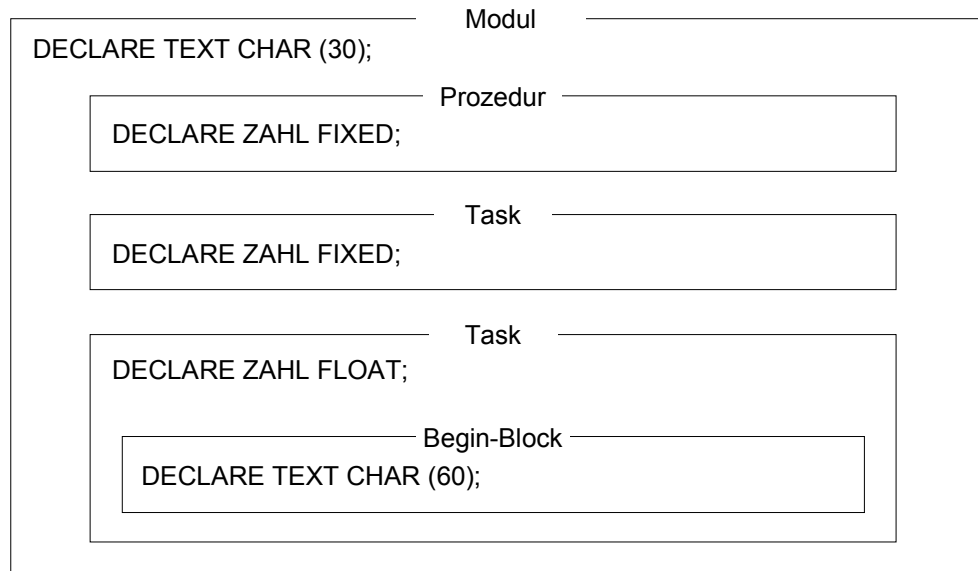 Modul
DECLARE TEXT CHAR (30);
Prozedur
DECLARE ZAHL FIXED;
Task
DECLARE ZAHL FIXED;
Task
DECLARE ZAHL FLOAT;
Begin-Block
DECLARE TEXT CHAR (60);